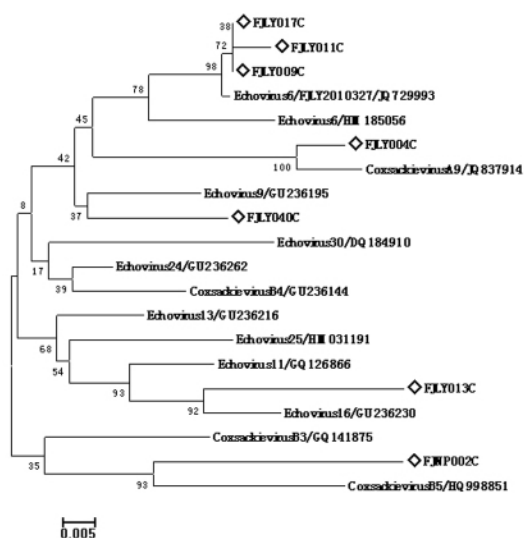 38
◇FJLY017C
72
◇FJLY011C
98
◇FJLY009C
Echovirus6/FJLY2010327/JQ729993
78
Echovirus6/HM185056
45
◇FJLY004C
100
CoxsackievirusA9/JQ837914
42
Echovirus9/GU236195
37
◇FJLY040C
8
Echovirus30/DQ184910
17
Echovirus24/GU236262
39
CoxsackievirusB4/GU236144
Echovirus13/GU236216
68
Echovirus25/HM031191
54
Echovirus11/GQ126866
93
◇FJLY013C
92
Echovirus16/GU236230
CoxsackievirusB3/GQ141875
35
◇FJNP002C
93
CoxsackievirusB5/HQ998851
0.005